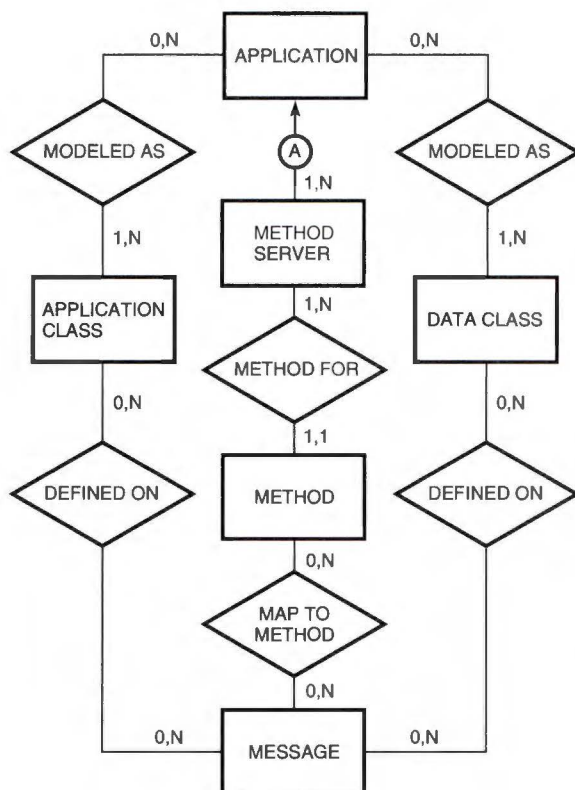 0,N
APPLICATION
0,N
MODELED AS
A
MODELED AS
1,N
1,N
1,N
METHOD
SERVER
APPLICATION
CLASS
DATA CLASS
1,N
METHOD FOR
0,N
0,N
1,1
DEFINED ON
METHOD
DEFINED ON
0,N
MAP TO
METHOD
0,N
0,N
MESSAGE
0,N